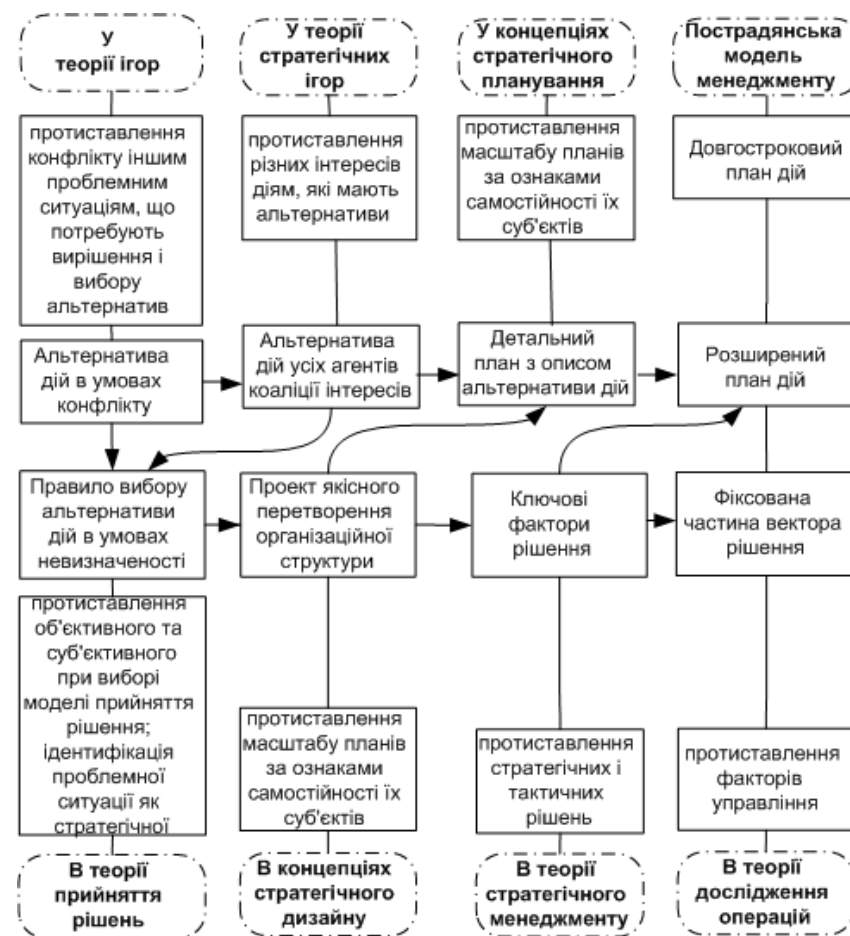 У
теорії ігор
У теорії
стратегічних
ігор
У концепціях
стратегічного
планування
Пострадянська
модель
менеджменту
протиставлення
конфлікту іншим
проблемним
ситуаціям, що
потребують
вирішення і
вибору
альтернатив
протиставлення
різних інтересів
діям, які мають
альтернативи
протиставлення
масштабу планів
за ознаками
самостійності їх
суб'єктів
Довгостроковий
план дій
Альтернатива
дій в умовах
конфлікту
Альтернатива
дій усіх агентів
коаліції інтересів
Детальний
план з описом
альтернативи дій
Розширений
план дій
Правило вибору
альтернативи
дій в умовах
невизначеності
Проект якісного
перетворення
організаційної
структури
Ключові
фактори
рішення
Фіксована
частина вектора
рішення
протиставлення
об'єктивного та
суб'єктивного
при виборі
моделі прийняття
рішення;
ідентифікація
проблемної
ситуації як
стратегічної
протиставлення
масштабу планів
за ознаками
самостійності їх
суб'єктів
протиставлення
стратегічних і
тактичних
рішень
протиставлення
факторів
управління
В теорії
прийняття
рішень
В концепціях
стратегічного
дизайну
В теорії
стратегічного
менеджменту
В теорії
дослідження
операцій